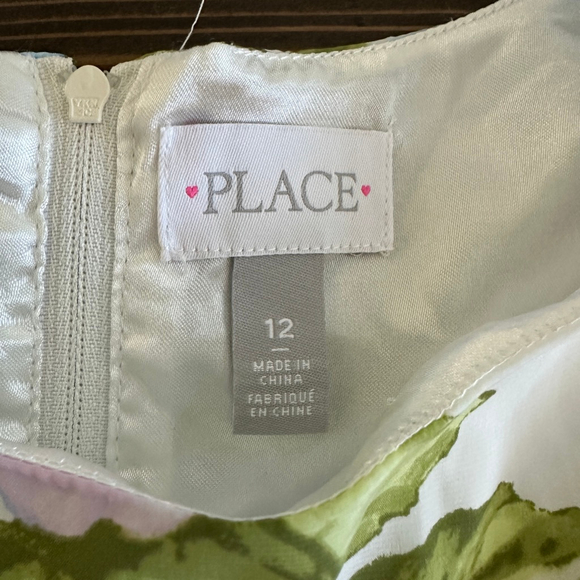 PLACE
12
MADE IN
CHINA
FABRIQUÉ
EN CHINE